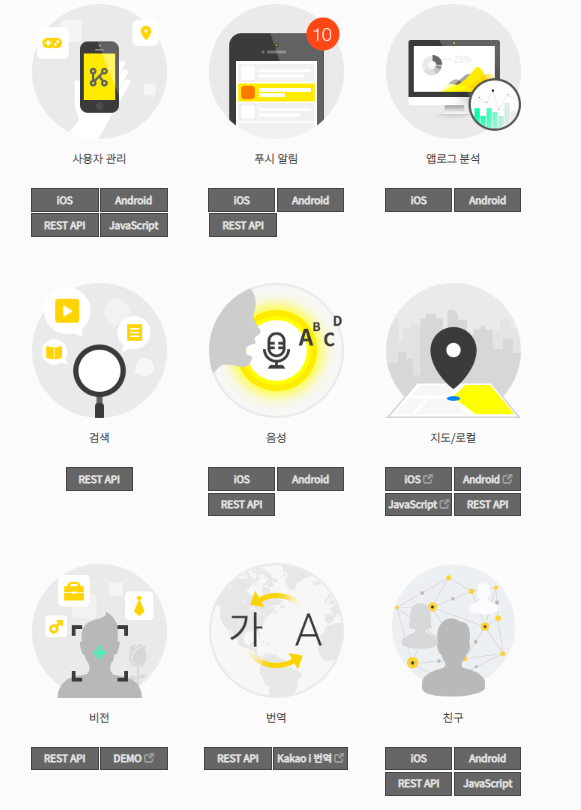 10
25%
사용자 관리
푸시 알림
앱로그 분석
iOS Android
iOS Android
iOS Android
REST API JavaScript
REST API
A B C D
검색
음성
지도/로컬
REST API
iOS Android
iOS Android
REST API
JavaScript REST API
가 A
비전
번역
친구
REST API DEMO
REST API Kakao i 번역
iOS Android
REST API JavaScript